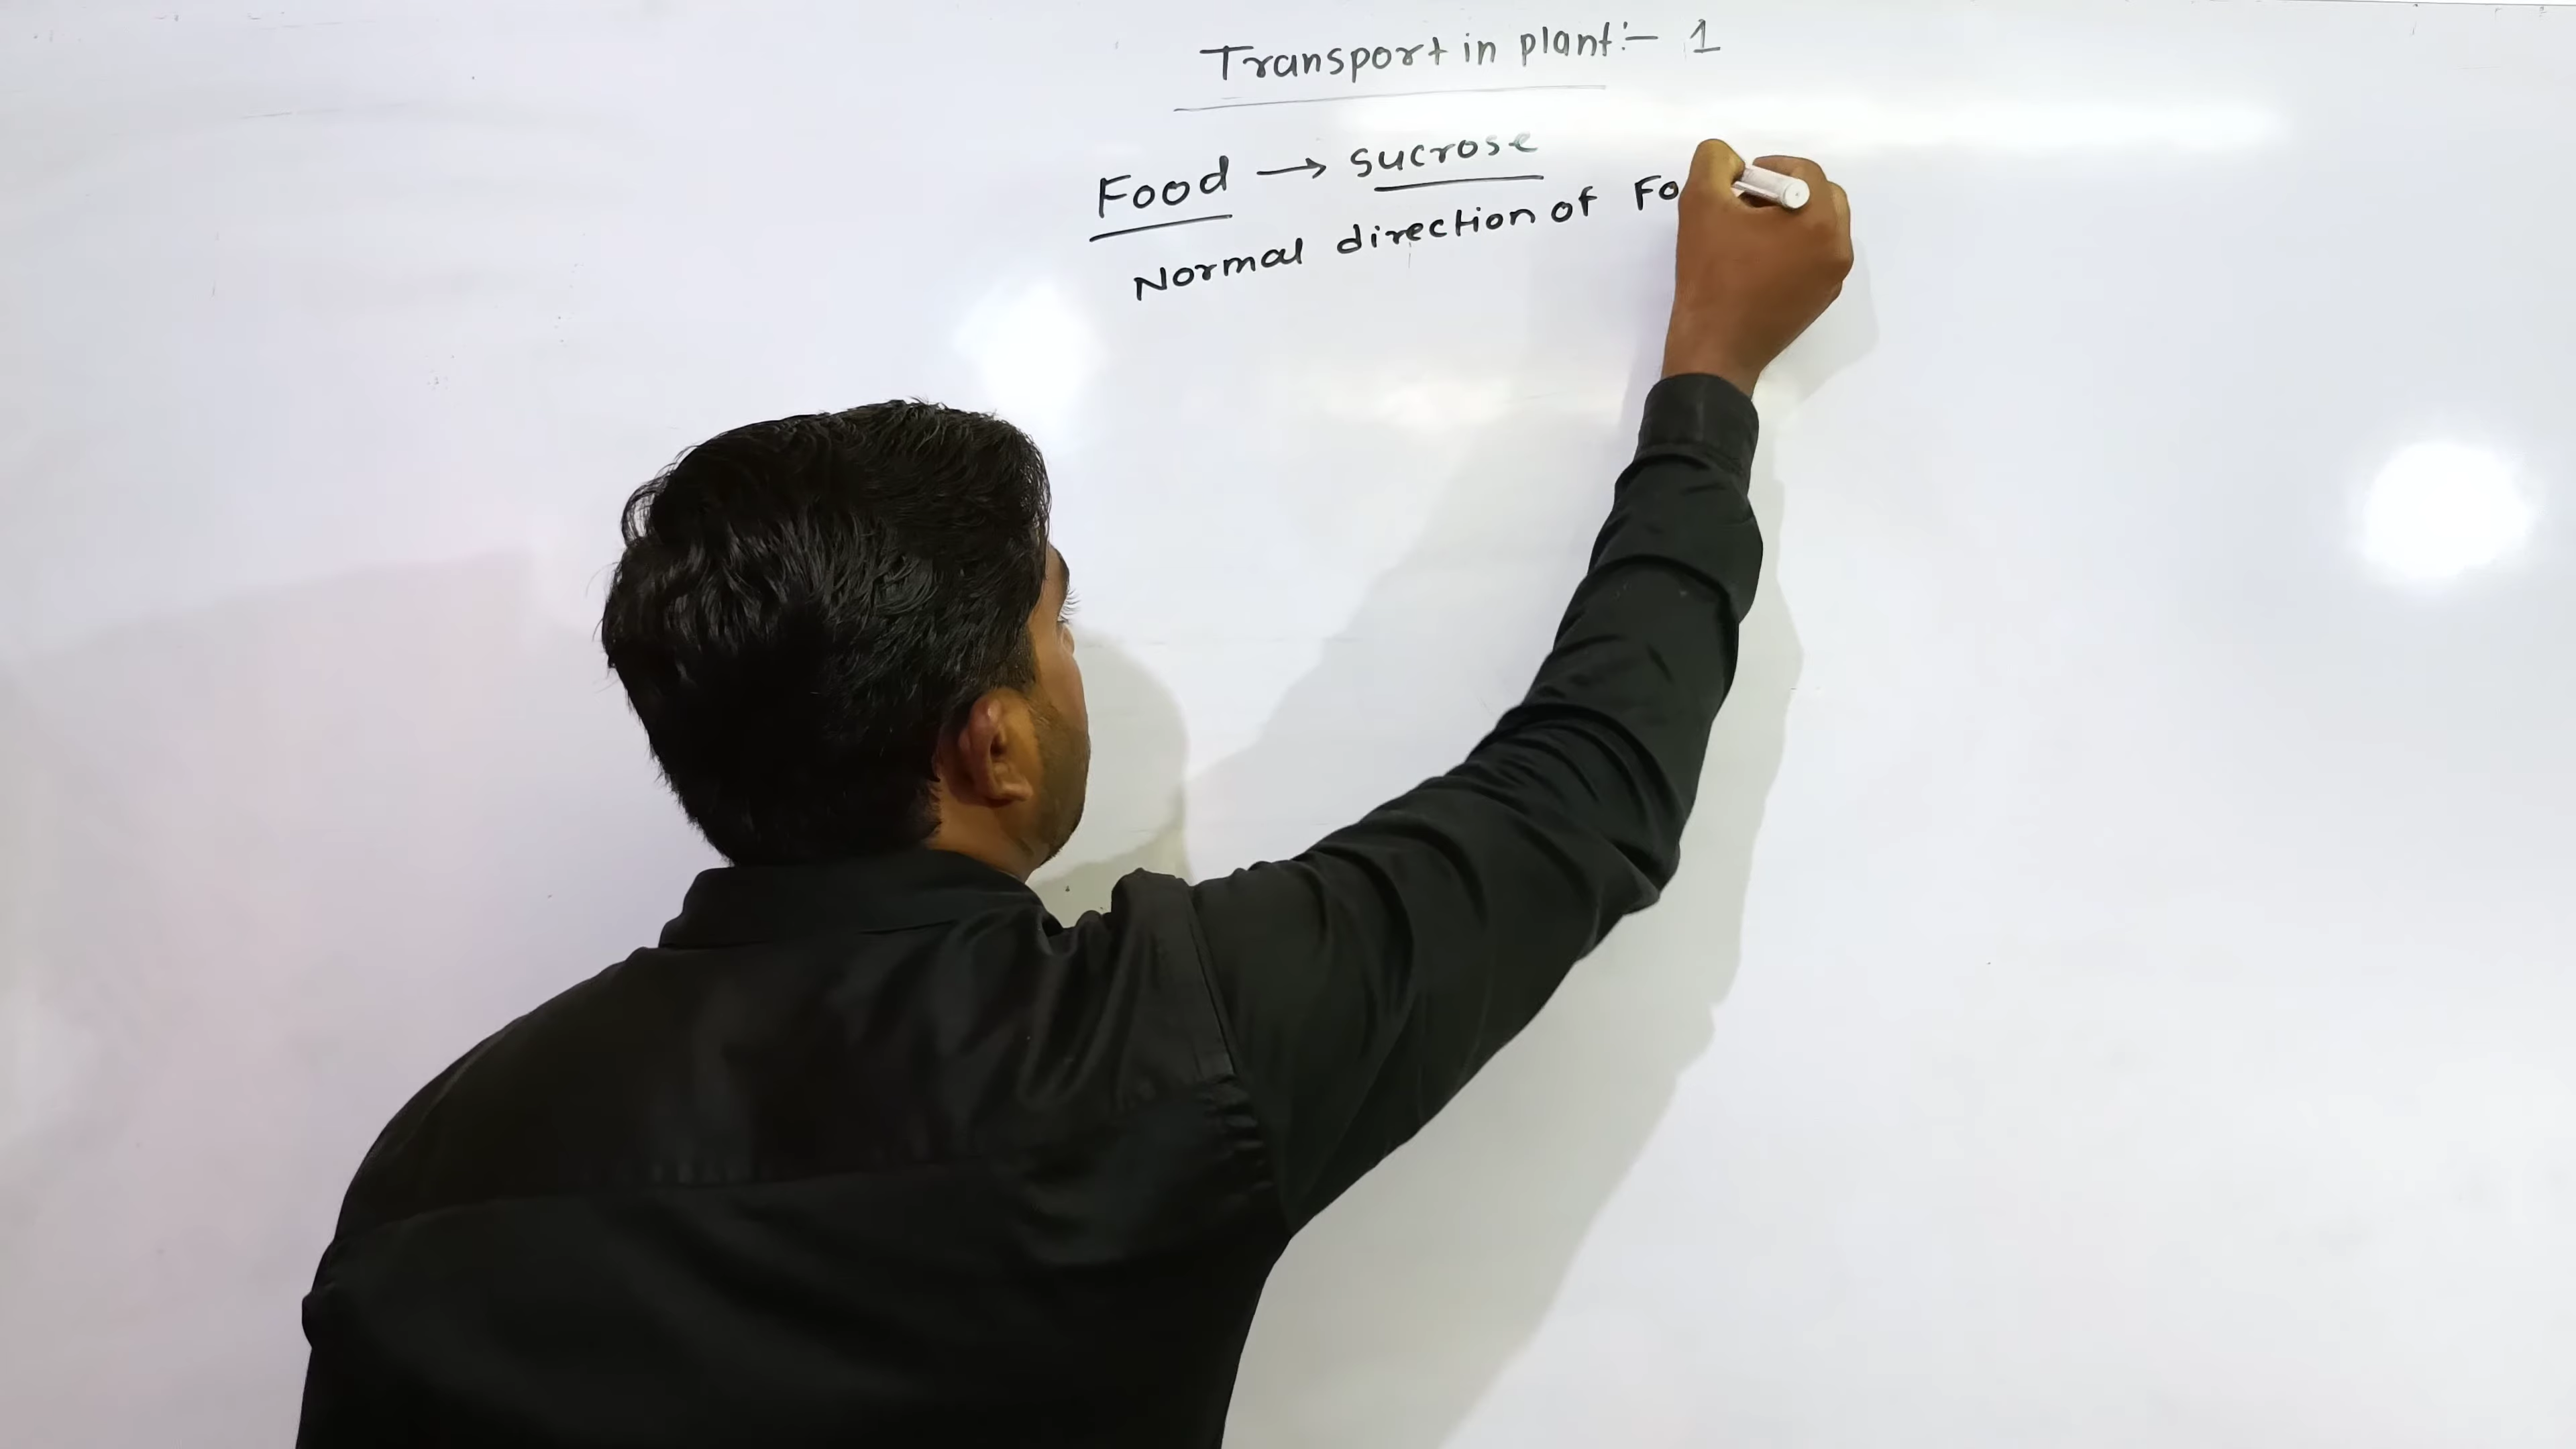 Transport in plant:- 1
Food → sucrose
Normal direction of Fo